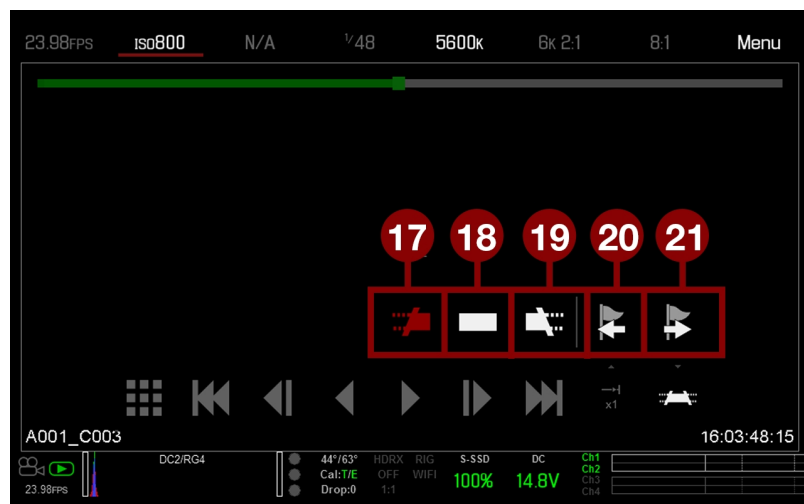 23.98FPS ISO800 N/A 1/48 5600K 6K 2:1 8:1 Menu
17 18 19 20 21
x1
A001_C003 16:03:48:15
DC2/RG4 44°/63° HDRX RIG S-SSD DC Ch1
Cal:T/E OFF WIFI 100% 14.8V Ch2
23.98FPS Drop:0 1:1 Ch3
Ch4